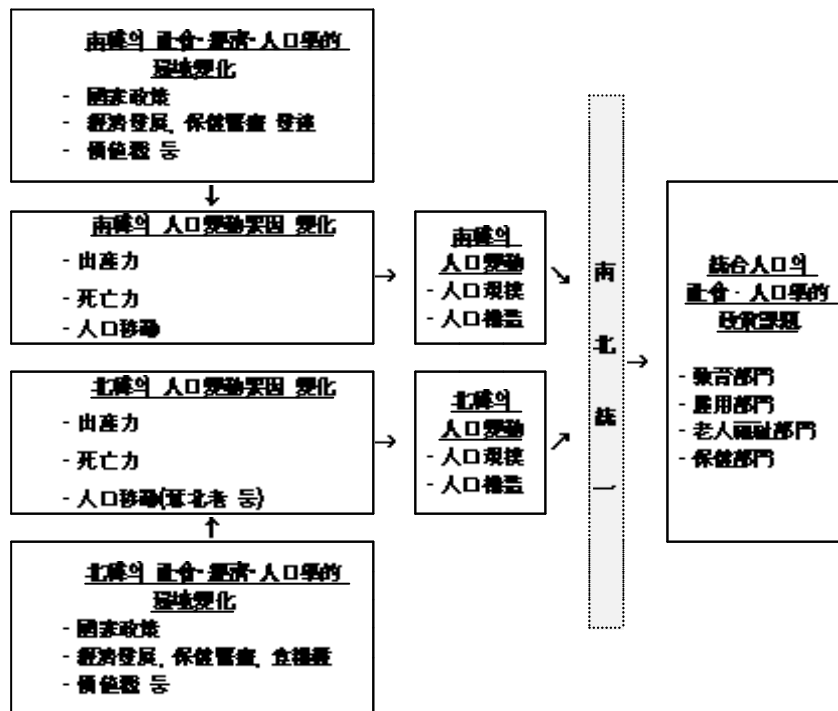 南韓의 社會·經濟·人口學的
環境變化
- 國家政策
- 經濟發展, 保健醫療 發達
- 價値觀 등
↓
南韓의 人口變動要因 變化
- 出産力
- 死亡力
- 人口移動
→
南韓의
人口變動
- 人口規模
- 人口構造
↘
北韓의 人口變動要因 變化
- 出産力
- 死亡力
- 人口移動(脫北者 등)
→
北韓의
人口變動
- 人口規模
- 人口構造
↗
↑
北韓의 社會·經濟·人口學的
環境變化
- 國家政策
- 經濟發展, 保健醫療, 食糧難
- 價値觀 등
南
北
統
一
→
統合人口의
社會·人口學的
政策課題
- 敎育部門
- 雇用部門
- 老人福祉部門
- 保健部門